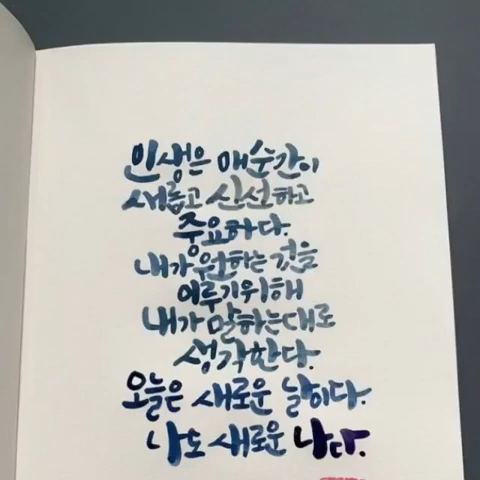 인생은 매순간이
새롭고 신선하고
중요하다.
내가 원하는 것을
이루기위해
내가 말하는대로
생각한다.
오늘은 새로운 날이다.
나도 새로운 나다.